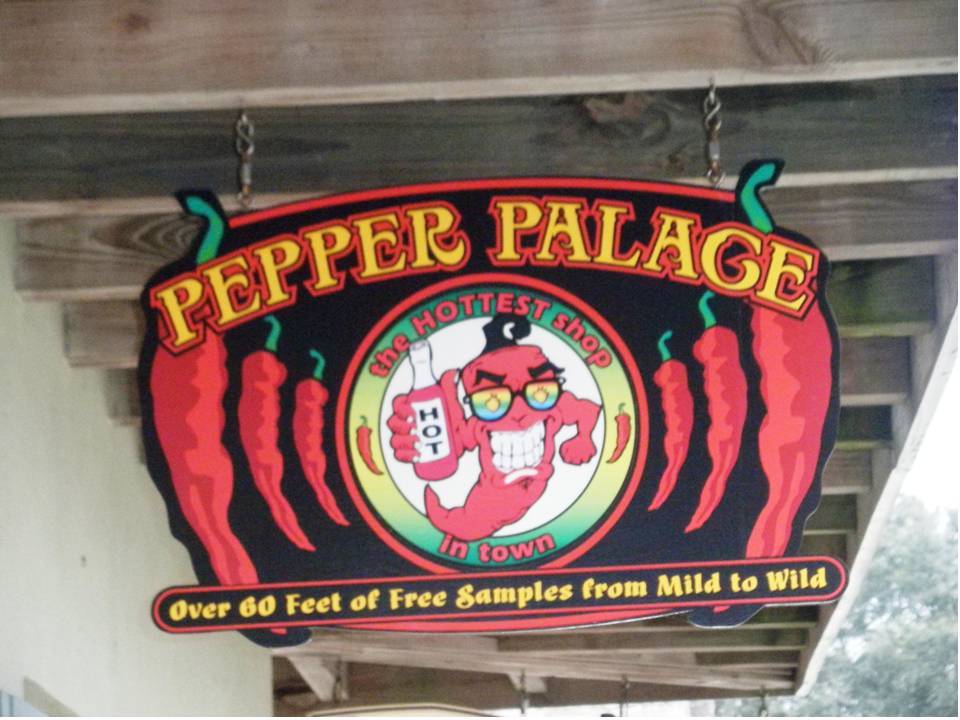 PEPPER PALACE
the HOTTEST shop
HOT
in town
Over 60 Feet of Free Samples from Mild to Wild